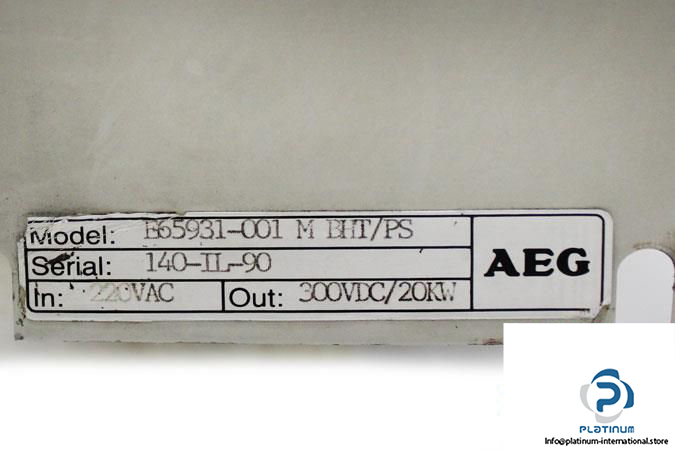 Model: E65931-001 M BHT/PS
Serial: 140-IL-90
In: 220VAC Out: 300VDC/20KW
AEG
PLATINUM
Info@platinum-international.store